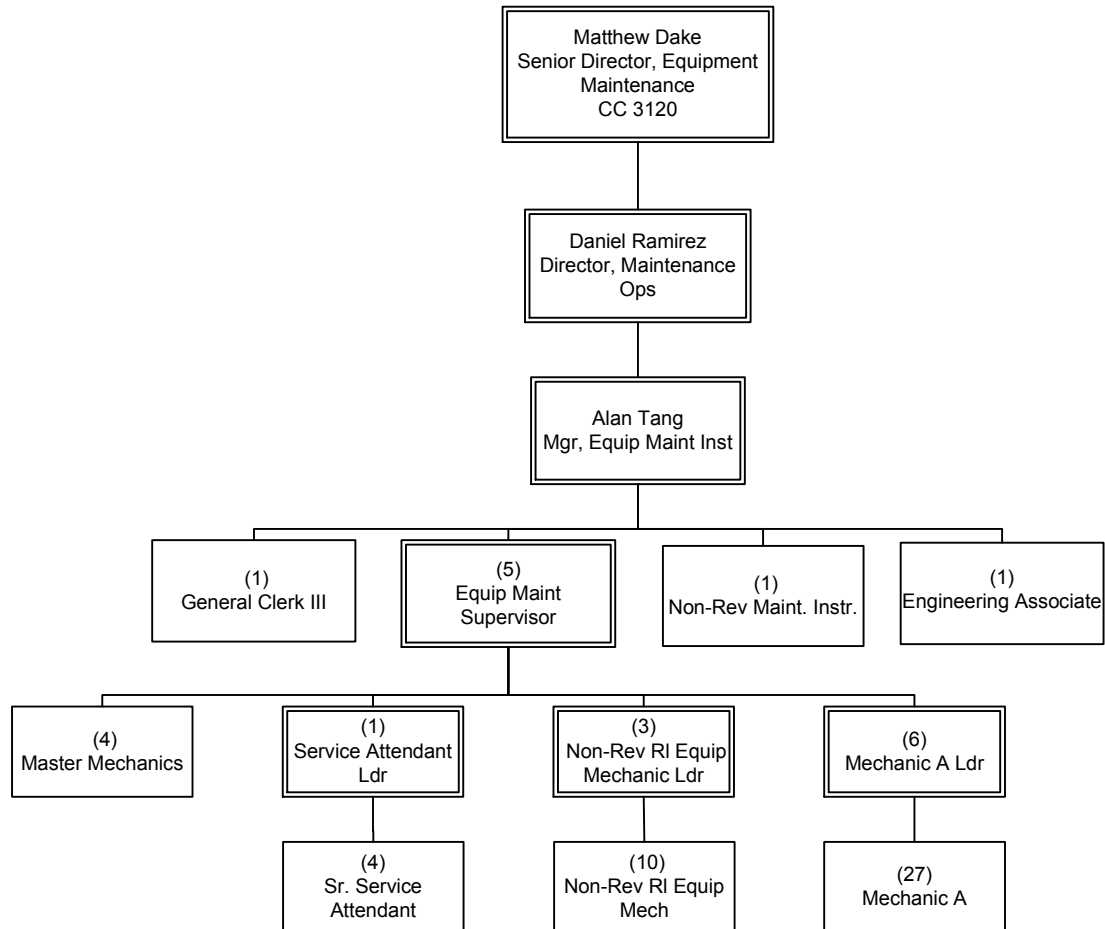 Matthew Dake
Senior Director, Equipment
Maintenance
CC 3120
Daniel Ramirez
Director, Maintenance
Ops
Alan Tang
Mgr, Equip Maint Inst
(1)
General Clerk III
(5)
Equip Maint
Supervisor
(1)
Non-Rev Maint. Instr.
(1)
Engineering Associate
(4)
Master Mechanics
(1)
Service Attendant
Ldr
(3)
Non-Rev Rl Equip
Mechanic Ldr
(6)
Mechanic A Ldr
(4)
Sr. Service
Attendant
(10)
Non-Rev Rl Equip
Mech
(27)
Mechanic A